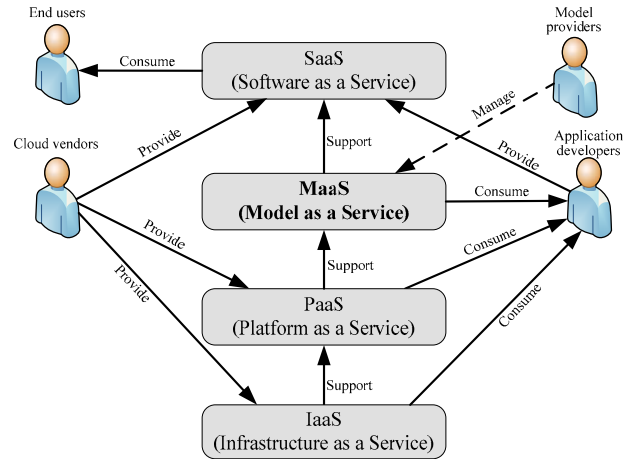 End users
Model
providers
Consume
SaaS
(Software as a Service)
Manage
Cloud vendors
Provide
Support
Provide
Application
developers
MaaS
(Model as a Service)
Consume
Provide
Support
Consume
Provide
PaaS
(Platform as a Service)
Consume
Support
IaaS
(Infrastructure as a Service)